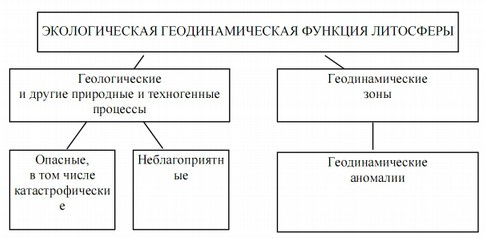 ЭКОЛОГИЧЕСКАЯ ГЕОДИНАМИЧЕСКАЯ ФУНКЦИЯ ЛИТОСФЕРЫ
Геологические
и другие природные и техногенные
процессы
Геодинамические
зоны
Опасные,
в том числе
катастрофически
е
Неблагоприятн
ые
Геодинамические
аномалии